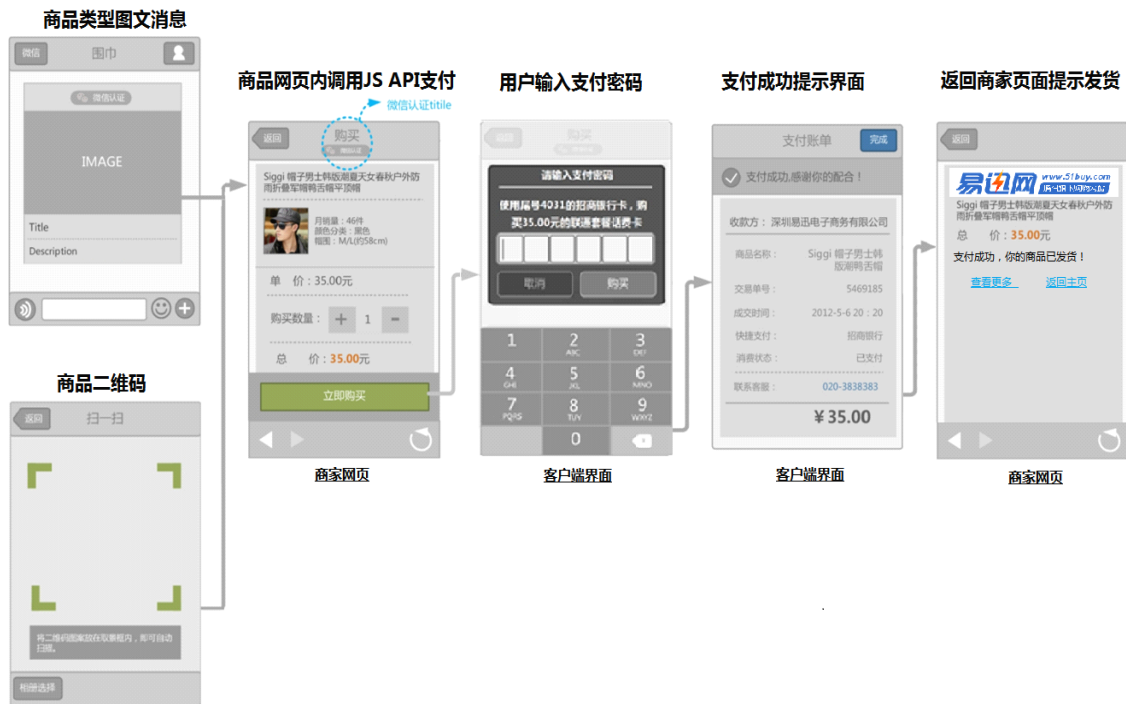 商品类型图文消息
微信
围巾
微信认证
IMAGE
Title
Description
商品二维码
返回
扫一扫
将二维码图案放在取景框内，即可自动
扫描。
相册选择
商品网页内调用JS API支付
微信认证titile
返回
购买
微信认证
Siggi 帽子男士韩版潮夏天女春秋户外防
雨折叠军帽鸭舌帽平顶帽
月销量：46件
颜色分类：黑色
帽围：M/L(约58cm)
单 价：35.00元
购买数量： + 1 -
总 价：35.00元
立即购买
商家网页
用户输入支付密码
返回
购买
微信认证
请输入支付密码
使用尾号4031的招商银行卡，购
买35.00元的联通套餐话费卡
取消
购买
1 2 3
ABC DEF
4 5 6
GHI JKL MNO
7 8 9
PQRS TUV WXYZ
0
客户端界面
支付成功提示界面
支付账单
完成
支付成功,感谢你的配合！
收款方： 深圳易迅电子商务有限公司
商品名称： Siggi 帽子男士韩
版潮鸭舌帽
交易单号： 5469185
成交时间： 2012-5-6 20：20
快捷支付： 招商银行
消费状态： 已支付
联系客服： 020-3838383
￥35.00
客户端界面
返回商家页面提示发货
返回
易迅网 www.51buy.com
Siggi 帽子男士韩版潮夏天女春秋户外防
雨折叠军帽鸭舌帽平顶帽
总 价：35.00元
支付成功，你的商品已发货！
查看更多 返回主页
商家网页